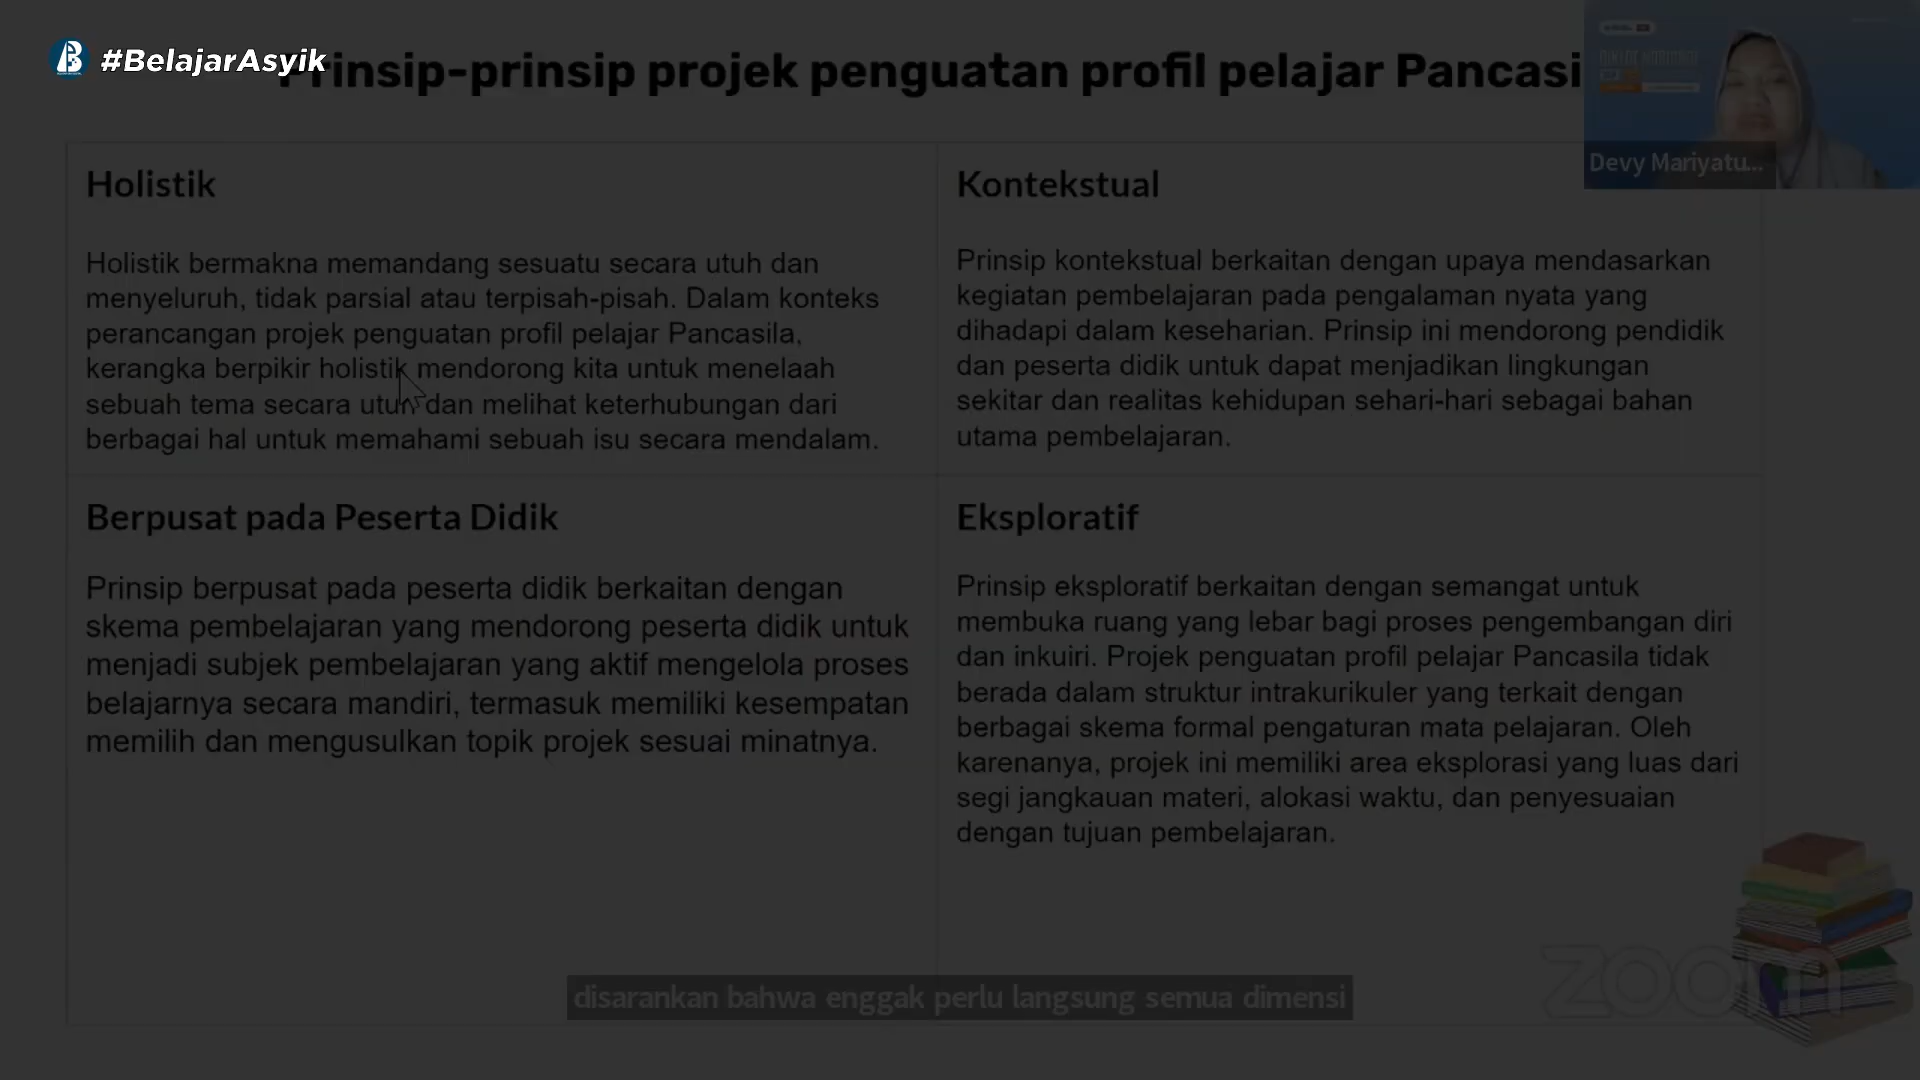 #BelajarAsyik
Prinsip-prinsip projek penguatan profil pelajar Pancasi
Devy Mariyatu...
Holistik
Holistik bermakna memandang sesuatu secara utuh dan
menyeluruh, tidak parsial atau terpisah-pisah. Dalam konteks
perancangan projek penguatan profil pelajar Pancasila,
kerangka berpikir holistik mendorong kita untuk menelaah
sebuah tema secara utuh dan melihat keterhubungan dari
berbagai hal untuk memahami sebuah isu secara mendalam.
Kontekstual
Prinsip kontekstual berkaitan dengan upaya mendasarkan
kegiatan pembelajaran pada pengalaman nyata yang
dihadapi dalam keseharian. Prinsip ini mendorong pendidik
dan peserta didik untuk dapat menjadikan lingkungan
sekitar dan realitas kehidupan sehari-hari sebagai bahan
utama pembelajaran.
Berpusat pada Peserta Didik
Prinsip berpusat pada peserta didik berkaitan dengan
skema pembelajaran yang mendorong peserta didik untuk
menjadi subjek pembelajaran yang aktif mengelola proses
belajarnya secara mandiri, termasuk memiliki kesempatan
memilih dan mengusulkan topik projek sesuai minatnya.
Eksploratif
Prinsip eksploratif berkaitan dengan semangat untuk
membuka ruang yang lebar bagi proses pengembangan diri
dan inkuiri. Projek penguatan profil pelajar Pancasila tidak
berada dalam struktur intrakurikuler yang terkait dengan
berbagai skema formal pengaturan mata pelajaran. Oleh
karenanya, projek ini memiliki area eksplorasi yang luas dari
segi jangkauan materi, alokasi waktu, dan penyesuaian
dengan tujuan pembelajaran.
disarankan bahwa enggak perlu langsung semua dimensi
zoom